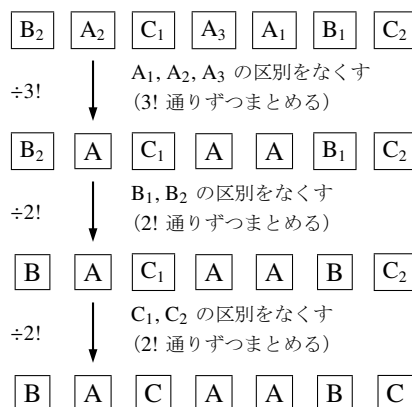 B₂ A₂ C₁ A₃ A₁ B₁ C₂
÷3!
A₁, A₂, A₃ の区別をなくす
(3! 通りずつまとめる)
B₂ A C₁ A A B₁ C₂
÷2!
B₁, B₂ の区別をなくす
(2! 通りずつまとめる)
B A C₁ A A B C₂
÷2!
C₁, C₂ の区別をなくす
(2! 通りずつまとめる)
B A C A A B C